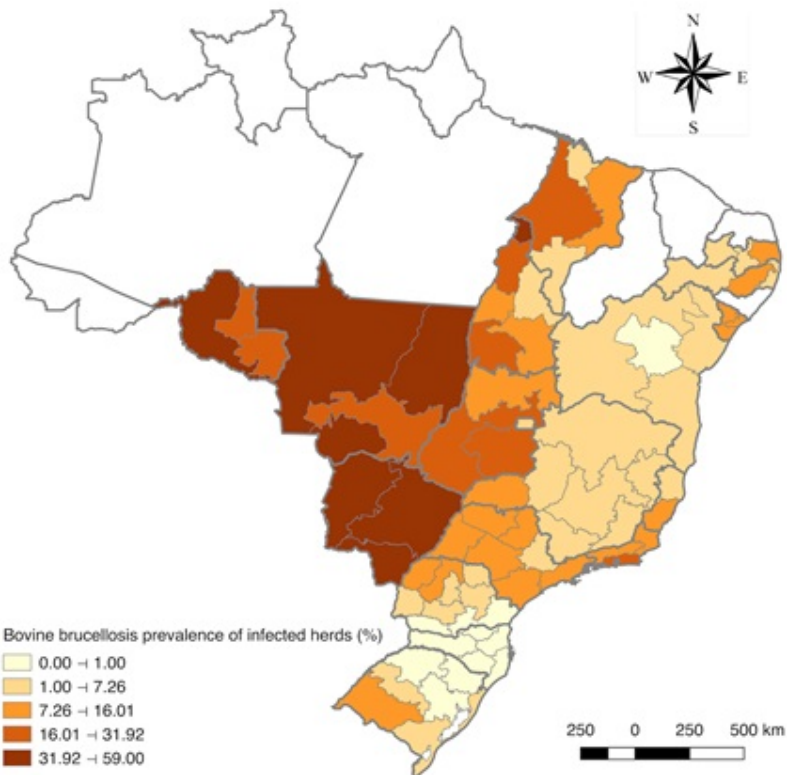 N
W E
S
Bovine brucellosis prevalence of infected herds (%)
0.00 ⊣ 1.00
1.00 ⊣ 7.26
7.26 ⊣ 16.01
16.01 ⊣ 31.92
31.92 ⊣ 59.00
250 0 250 500 km